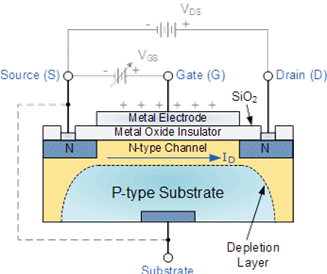 - VDS +
- VGS +
Source (S)
Gate (G)
Drain (D)
SiO2
+ + + + + +
Metal Electrode
Metal Oxide Insulator
N
N-type Channel
N
ID
P-type Substrate
Depletion
Layer
Substrate